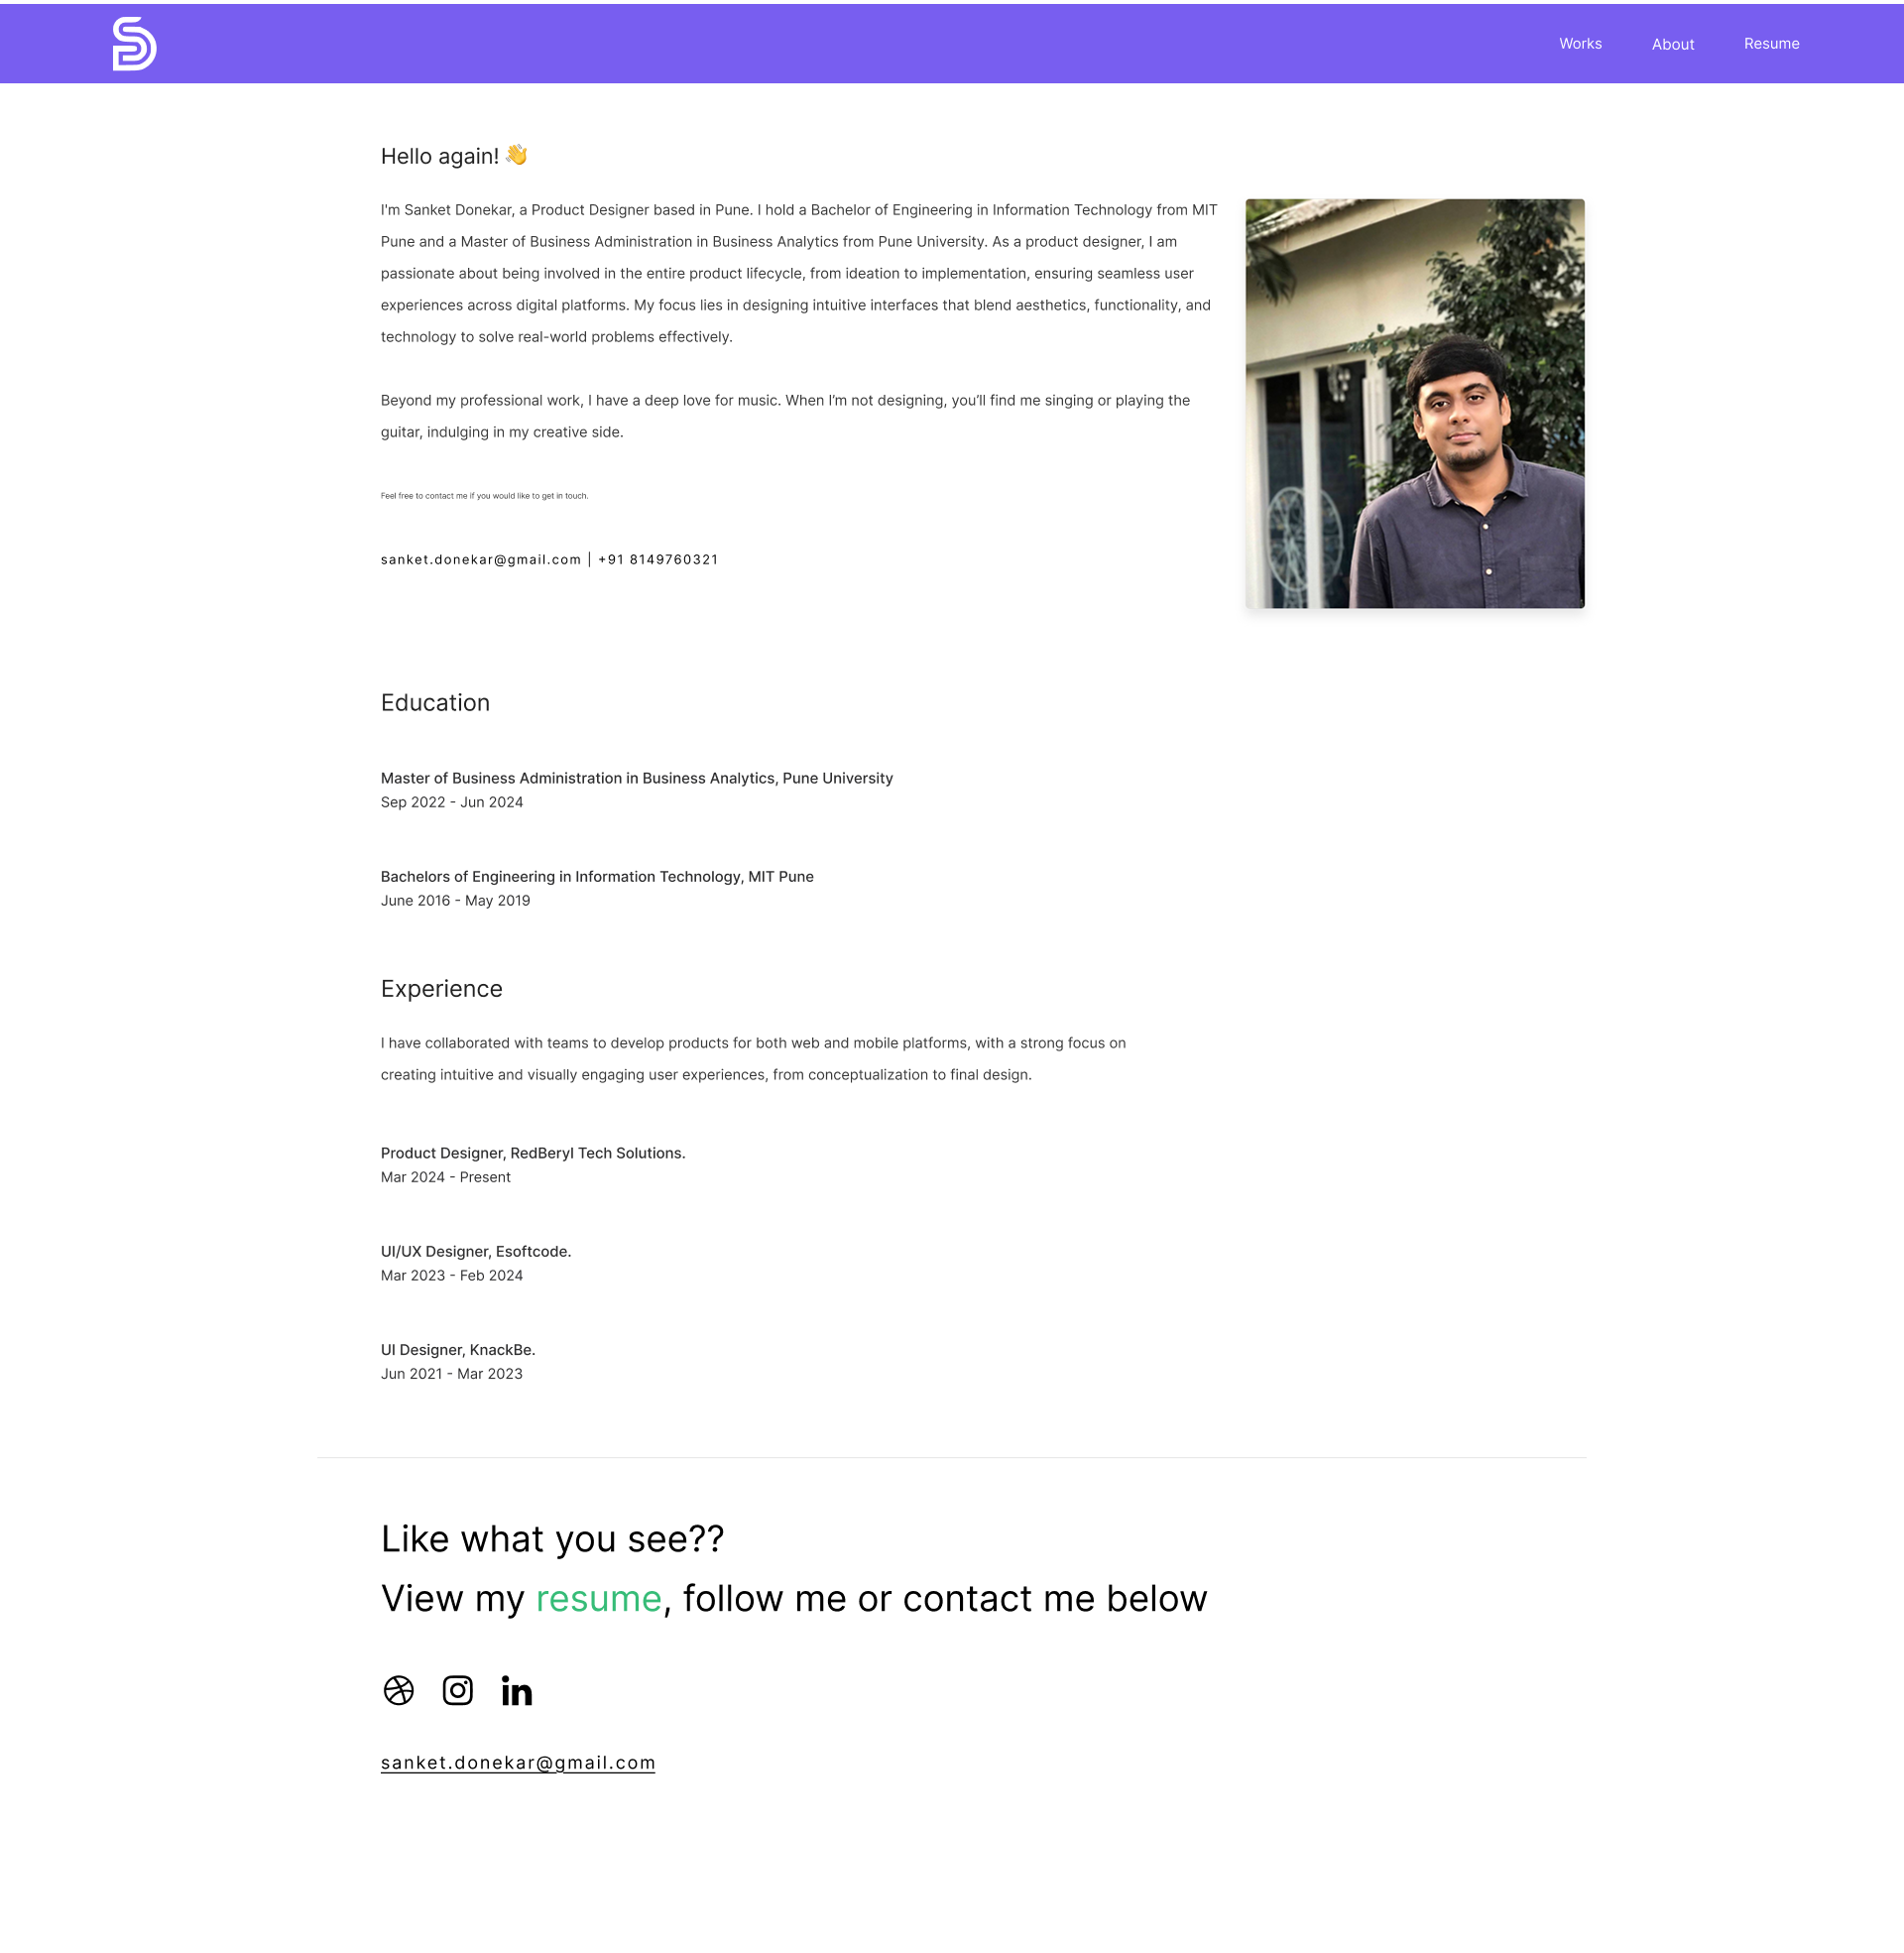 Works About Resume
Hello again! 👋
I'm Sanket Donekar, a Product Designer based in Pune. I hold a Bachelor of Engineering in Information Technology from MIT
Pune and a Master of Business Administration in Business Analytics from Pune University. As a product designer, I am
passionate about being involved in the entire product lifecycle, from ideation to implementation, ensuring seamless user
experiences across digital platforms. My focus lies in designing intuitive interfaces that blend aesthetics, functionality, and
technology to solve real-world problems effectively.
Beyond my professional work, I have a deep love for music. When I'm not designing, you'll find me singing or playing the
guitar, indulging in my creative side.
Feel free to contact me if you would like to get in touch.
sanket.donekar@gmail.com | +91 8149760321
Education
Master of Business Administration in Business Analytics, Pune University
Sep 2022 - Jun 2024
Bachelors of Engineering in Information Technology, MIT Pune
June 2016 - May 2019
Experience
I have collaborated with teams to develop products for both web and mobile platforms, with a strong focus on
creating intuitive and visually engaging user experiences, from conceptualization to final design.
Product Designer, RedBeryl Tech Solutions.
Mar 2024 - Present
UI/UX Designer, Esoftcode.
Mar 2023 - Feb 2024
UI Designer, KnackBe.
Jun 2021 - Mar 2023
Like what you see??
View my resume, follow me or contact me below
in
sanket.donekar@gmail.com